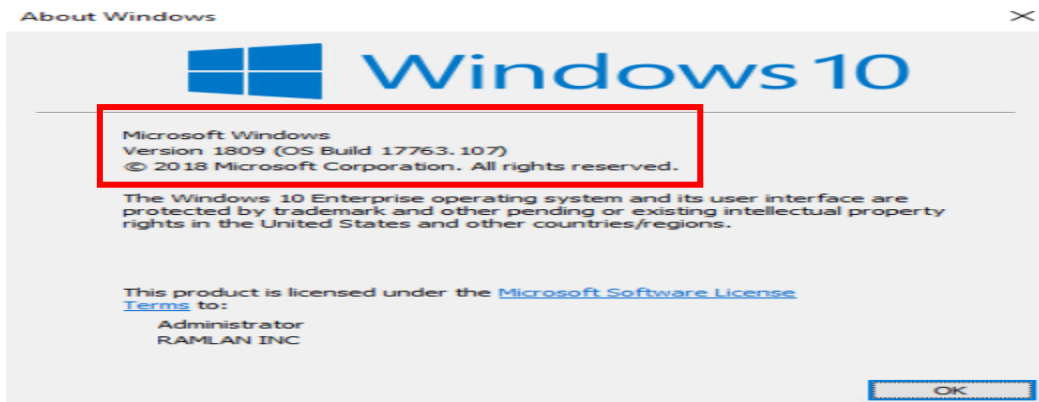 About Windows
Windows 10
Microsoft Windows
Version 1809 (OS Build 17763.107)
© 2018 Microsoft Corporation. All rights reserved.
The Windows 10 Enterprise operating system and its user interface are
protected by trademark and other pending or existing intellectual property
rights in the United States and other countries/regions.
This product is licensed under the Microsoft Software License
Terms to:
Administrator
RAMLAN INC
OK